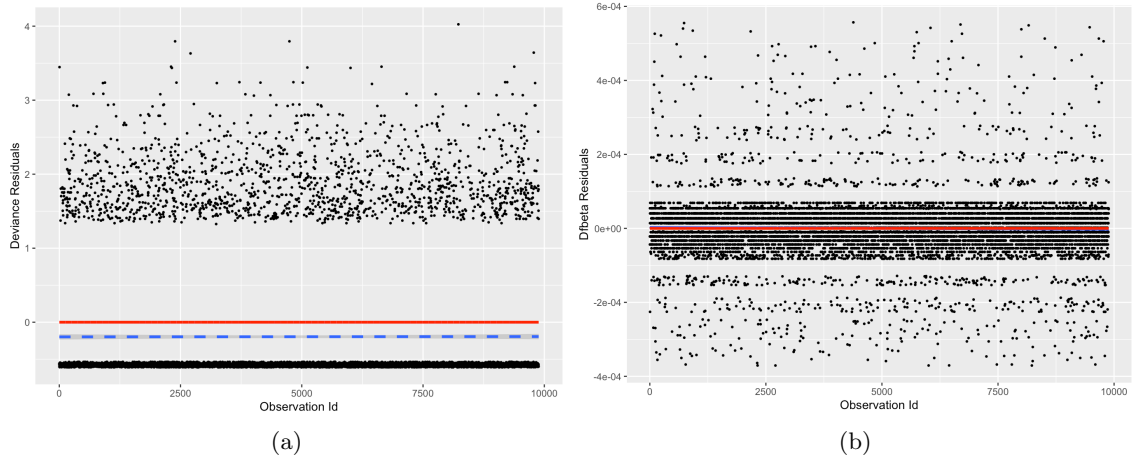 4
3
2
1
0
Deviance Residuals
0
2500
5000
7500
10000
Observation Id
(a)
6e-04
4e-04
2e-04
0e+00
-2e-04
-4e-04
Dfbeta Residuals
0
2500
5000
7500
10000
Observation Id
(b)